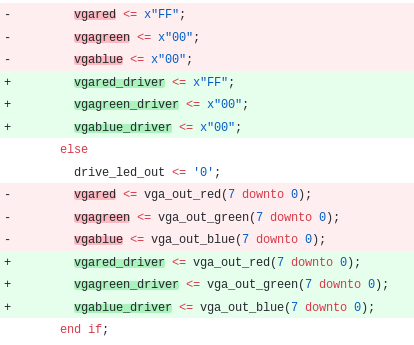 - vgared <= x"FF";
- vgagreen <= x"00";
- vgablue <= x"00";
+ vgared_driver <= x"FF";
+ vgagreen_driver <= x"00";
+ vgablue_driver <= x"00";
else
drive_led_out <= '0';
- vgared <= vga_out_red(7 downto 0);
- vgagreen <= vga_out_green(7 downto 0);
- vgablue <= vga_out_blue(7 downto 0);
+ vgared_driver <= vga_out_red(7 downto 0);
+ vgagreen_driver <= vga_out_green(7 downto 0);
+ vgablue_driver <= vga_out_blue(7 downto 0);
end if;